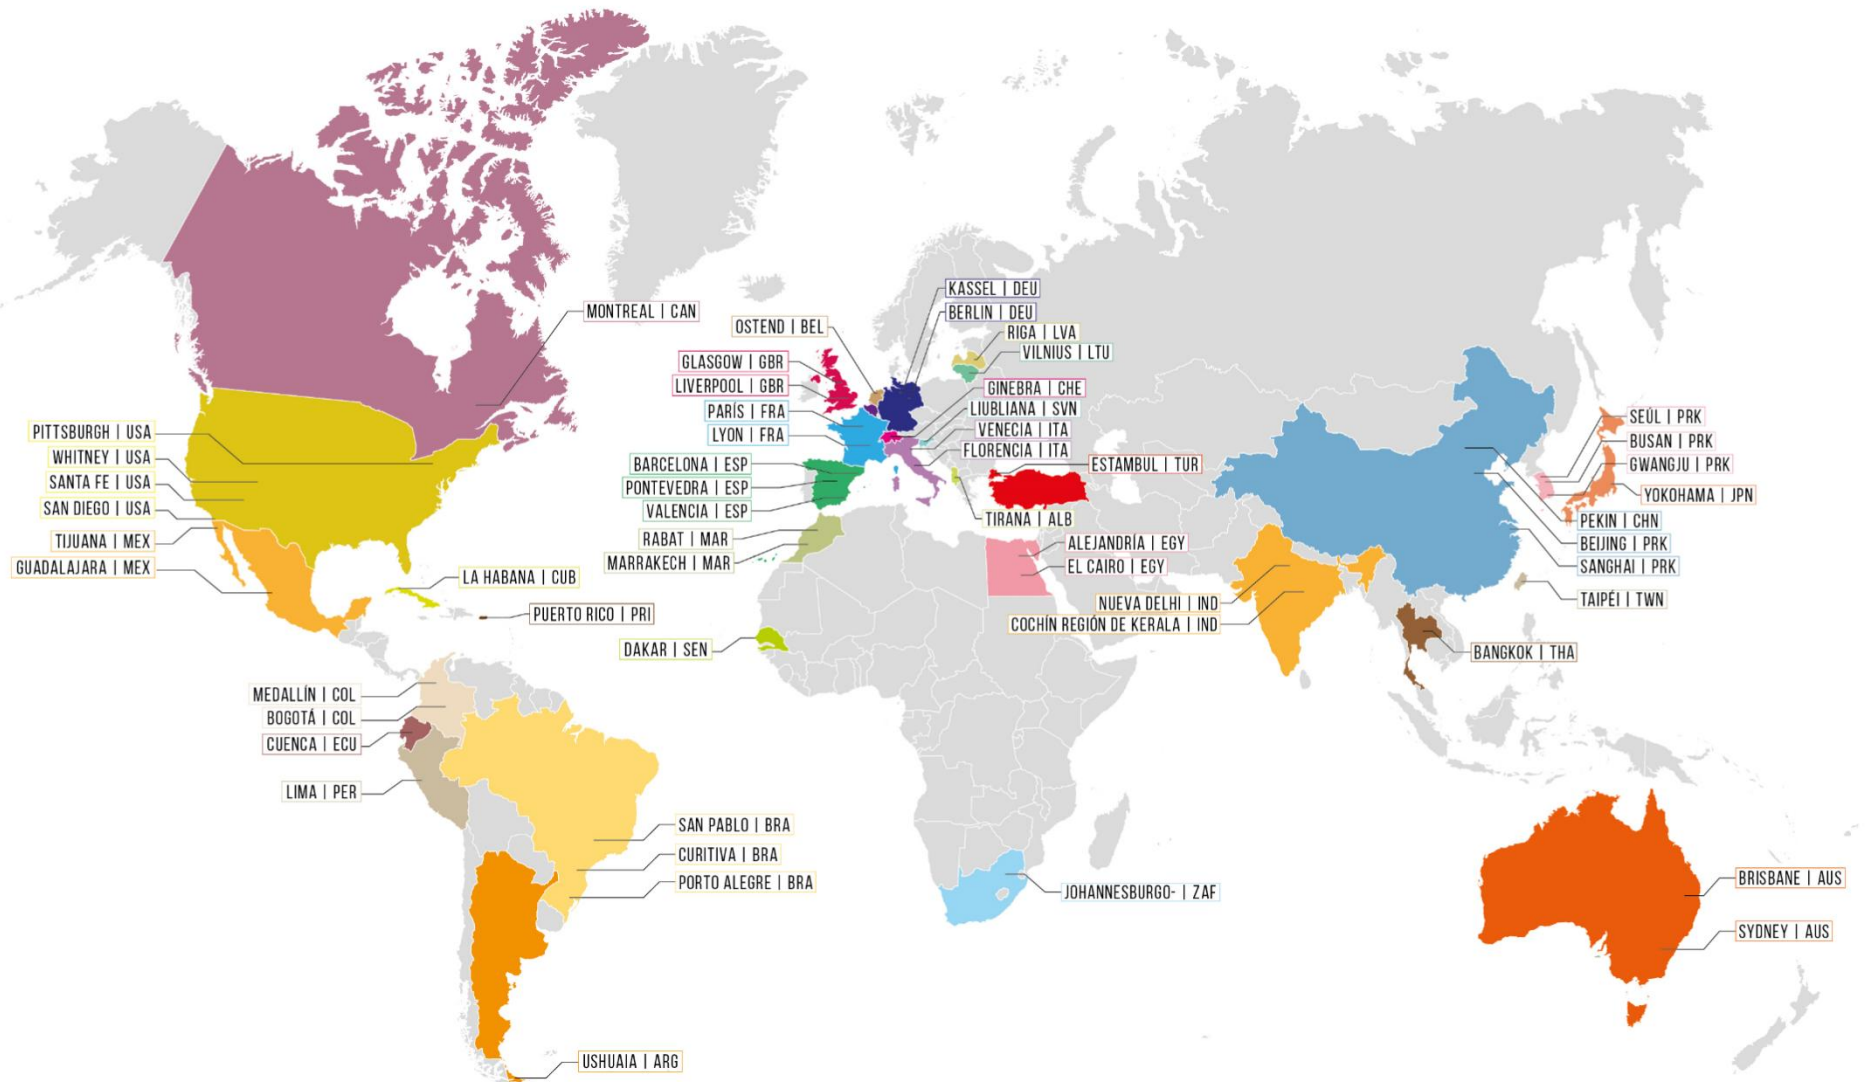 MONTREAL | CAN
PITTSBURGH | USA
WHITNEY | USA
SANTA FE | USA
SAN DIEGO | USA
TIJUANA | MEX
GUADALAJARA | MEX
LA HABANA | CUB
PUERTO RICO | PRI
MEDALLÍN | COL
BOGOTÁ | COL
CUENCA | ECU
LIMA | PER
SAN PABLO | BRA
CURITIVA | BRA
PORTO ALEGRE | BRA
USHUAIA | ARG
KASSEL | DEU
BERLIN | DEU
OSTEND | BEL
RIGA | LVA
VILNIUS | LTU
GLASGOW | GBR
LIVERPOOL | GBR
PARÍS | FRA
LYON | FRA
GINEBRA | CHE
LIUBLIANA | SVN
VENECIA | ITA
FLORENCIA | ITA
BARCELONA | ESP
PONTEVEDRA | ESP
VALENCIA | ESP
ESTAMBUL | TUR
TIRANA | ALB
RABAT | MAR
MARRAKECH | MAR
ALEJANDRÍA | EGY
EL CAIRO | EGY
DAKAR | SEN
NUEVA DELHI | IND
COCHÍN REGIÓN DE KERALA | IND
JOHANNESBURGO- | ZAF
SEÚL | PRK
BUSAN | PRK
GWANGJU | PRK
YOKOHAMA | JPN
PEKIN | CHN
BEIJING | PRK
SANGHAI | PRK
TAIPÉI | TWN
BANGKOK | THA
BRISBANE | AUS
SYDNEY | AUS